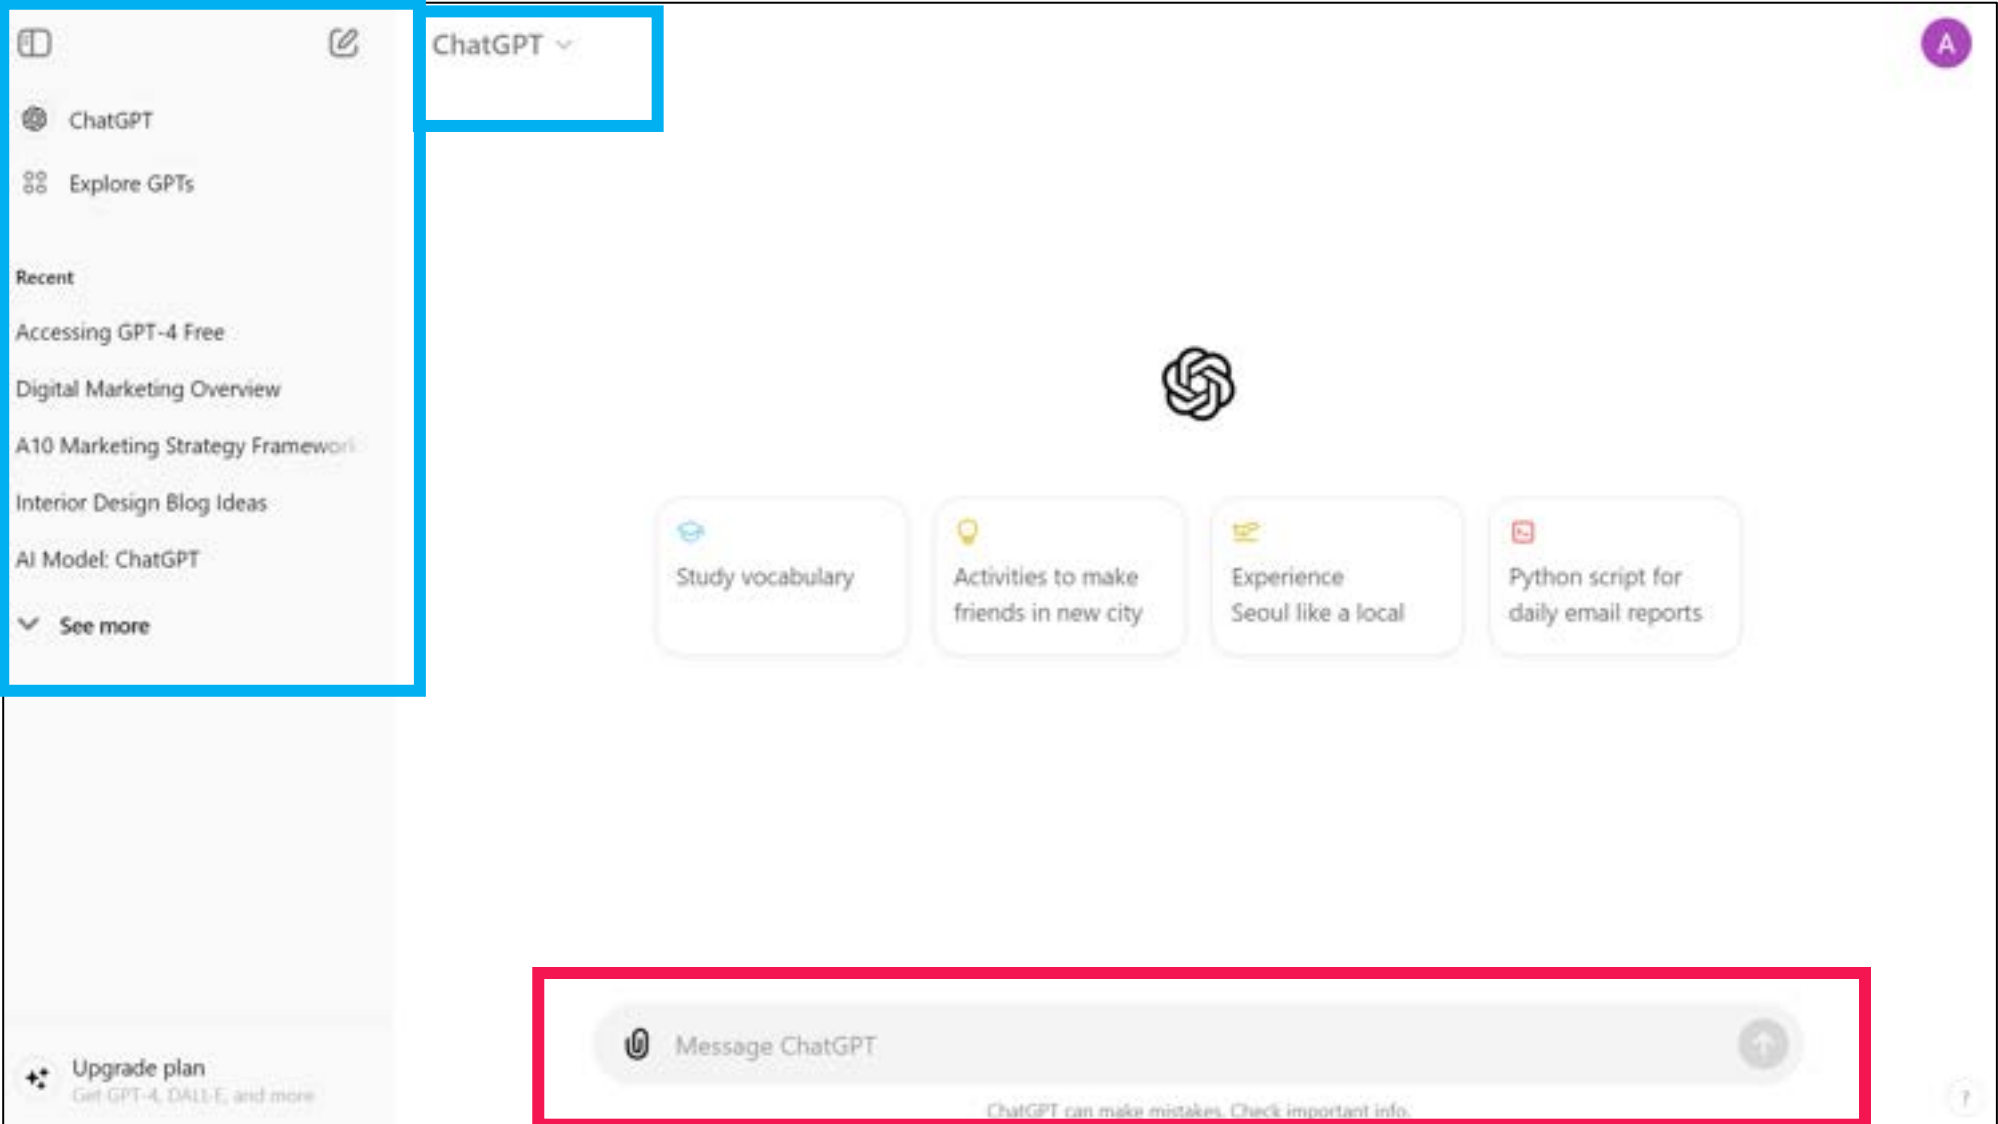 ChatGPT
A
ChatGPT
Explore GPTs
Recent
Accessing GPT-4 Free
Digital Marketing Overview
A10 Marketing Strategy Framework
Interior Design Blog Ideas
AI Model: ChatGPT
See more
Study vocabulary
Activities to make
friends in new city
Experience
Seoul like a local
Python script for
daily email reports
Message ChatGPT
ChatGPT can make mistakes. Check important info.
Upgrade plan
Get GPT-4, DALL·E, and more
?